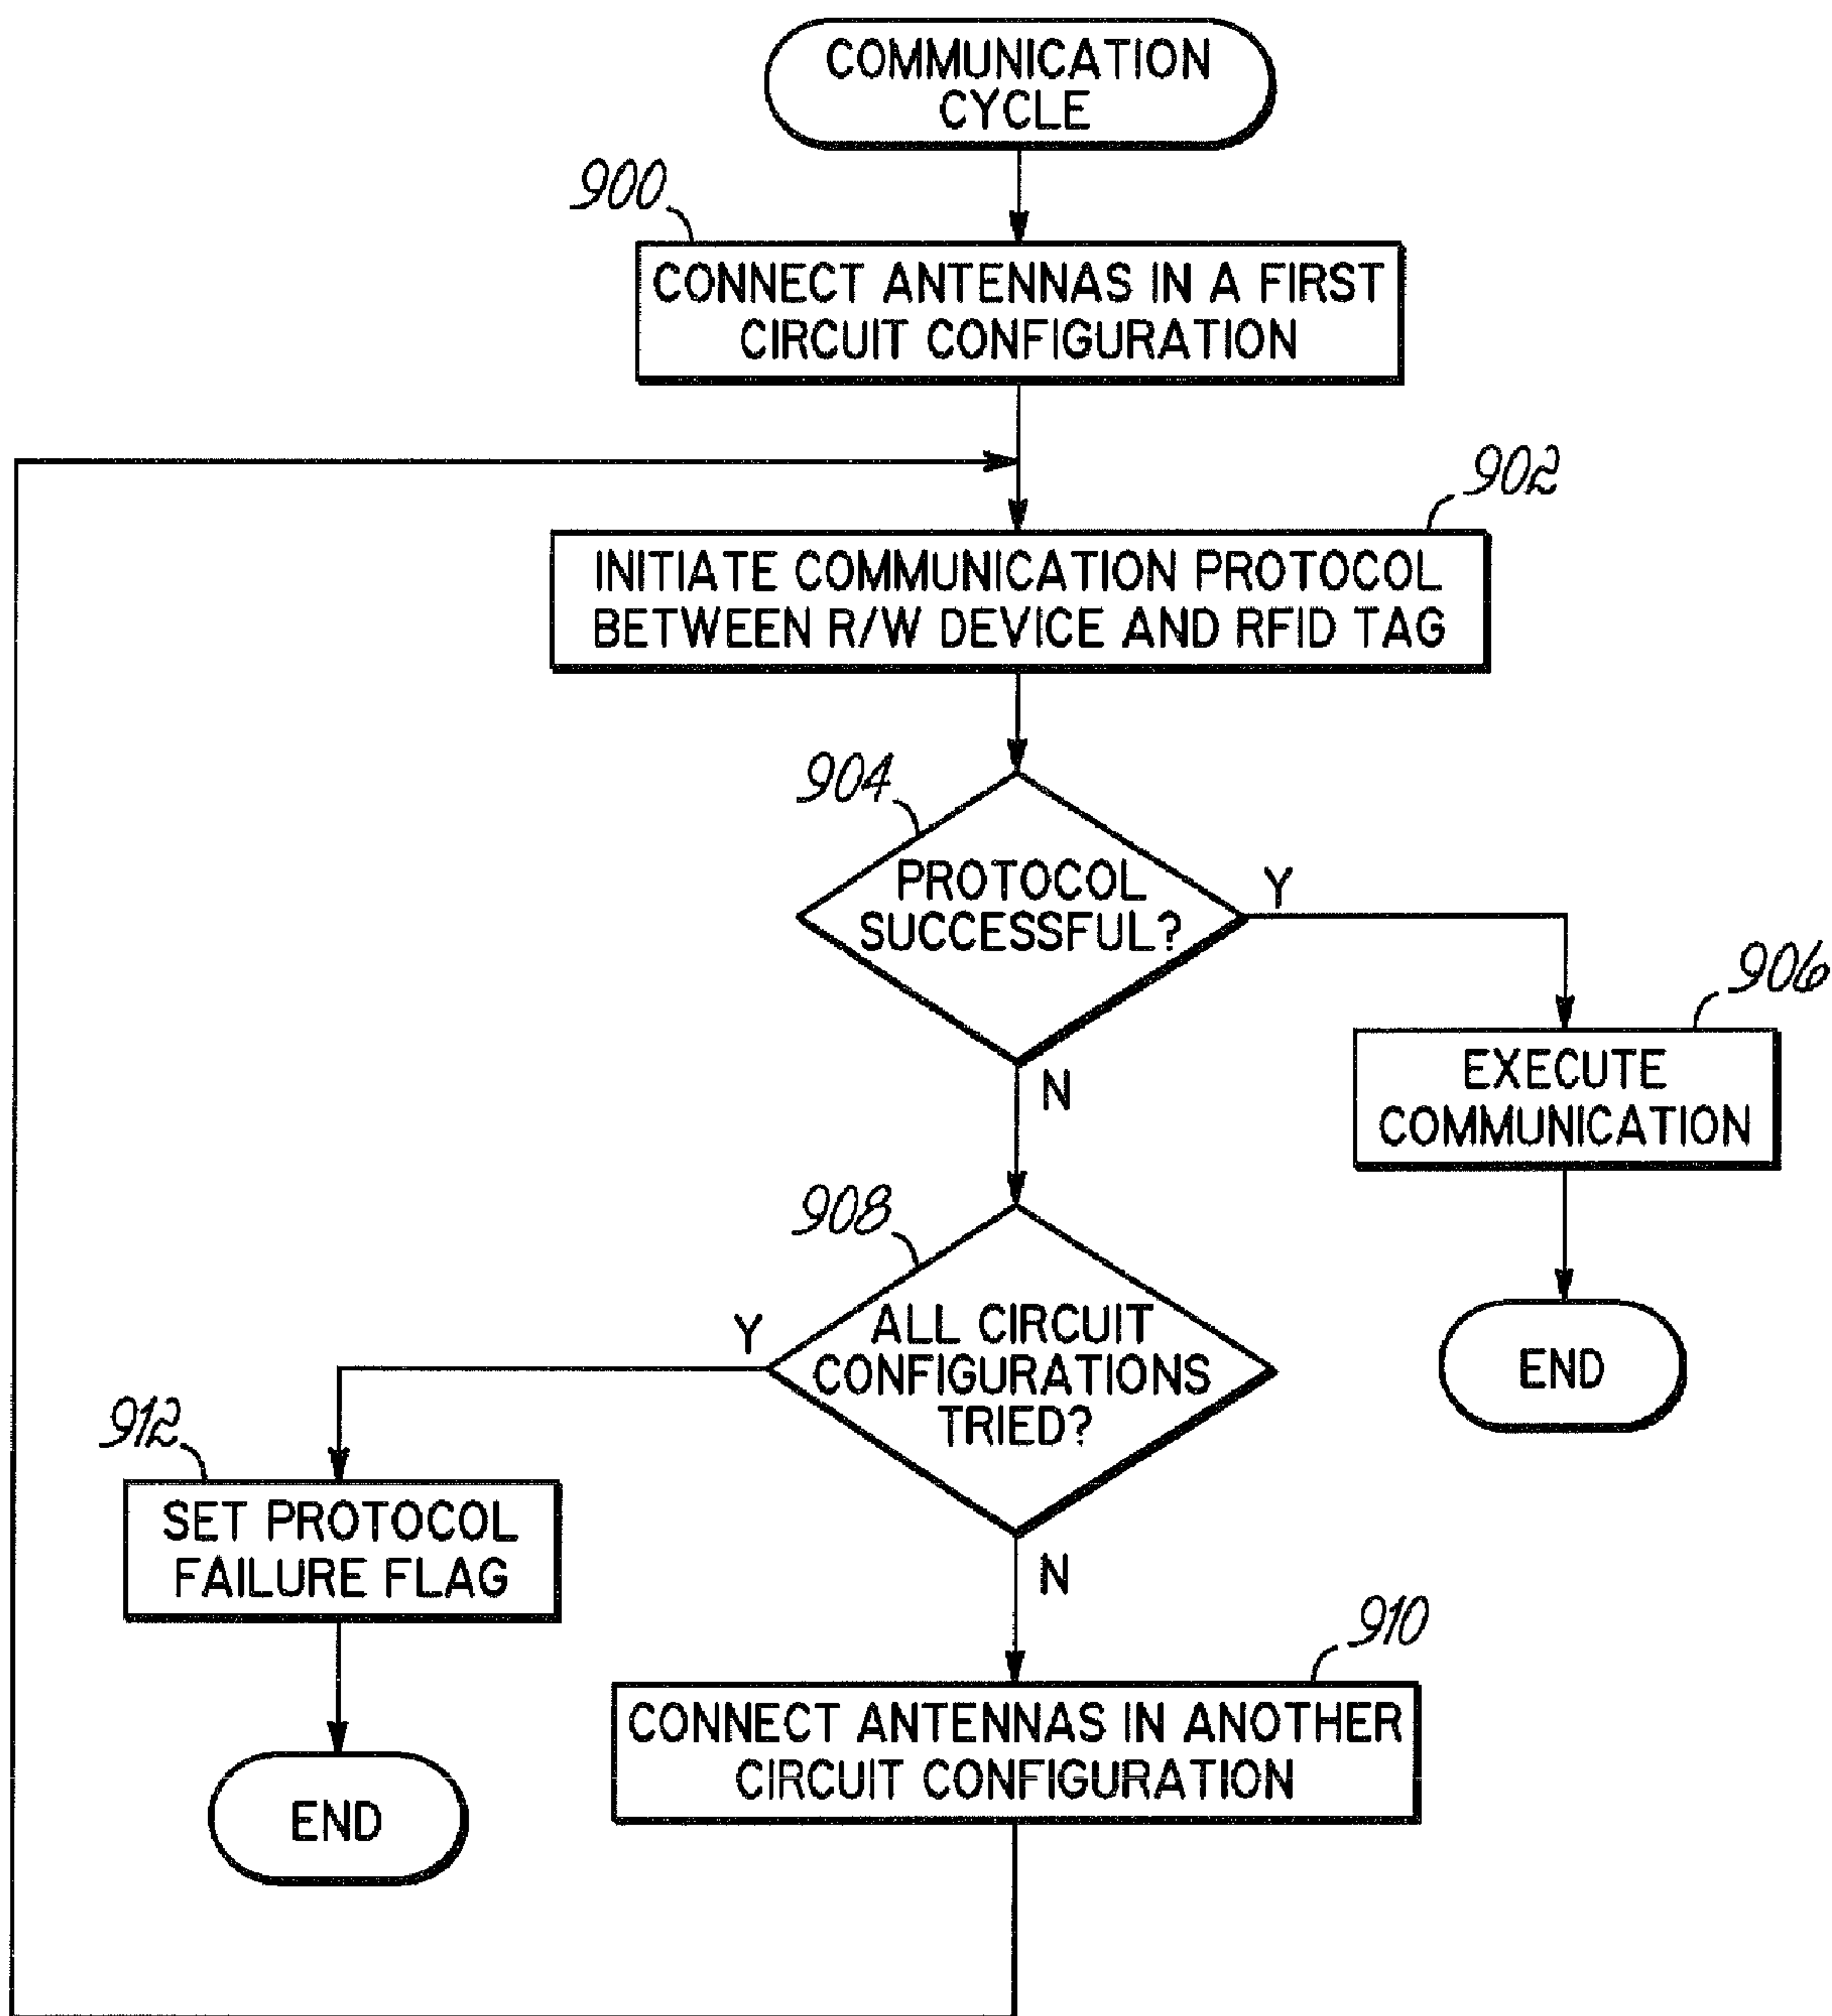 COMMUNICATION
CYCLE
900
CONNECT ANTENNAS IN A FIRST
CIRCUIT CONFIGURATION
902
INITIATE COMMUNICATION PROTOCOL
BETWEEN R/W DEVICE AND RFID TAG
904
PROTOCOL
SUCCESSFUL?
Y
N
906
EXECUTE
COMMUNICATION
END
908
ALL CIRCUIT
CONFIGURATIONS
TRIED?
Y
N
912
SET PROTOCOL
FAILURE FLAG
END
910
CONNECT ANTENNAS IN ANOTHER
CIRCUIT CONFIGURATION